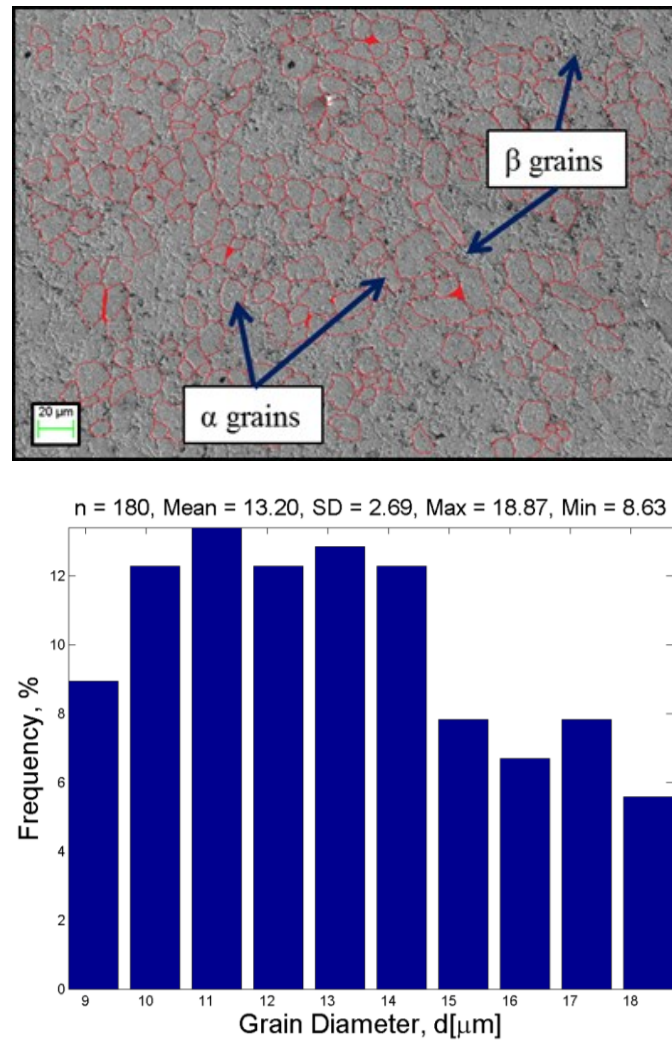 β grains
α grains
20 µm
n = 180, Mean = 13.20, SD = 2.69, Max = 18.87, Min = 8.63
12
10
8
6
4
2
0
Frequency, %
9 10 11 12 13 14 15 16 17 18
Grain Diameter, d[µm]